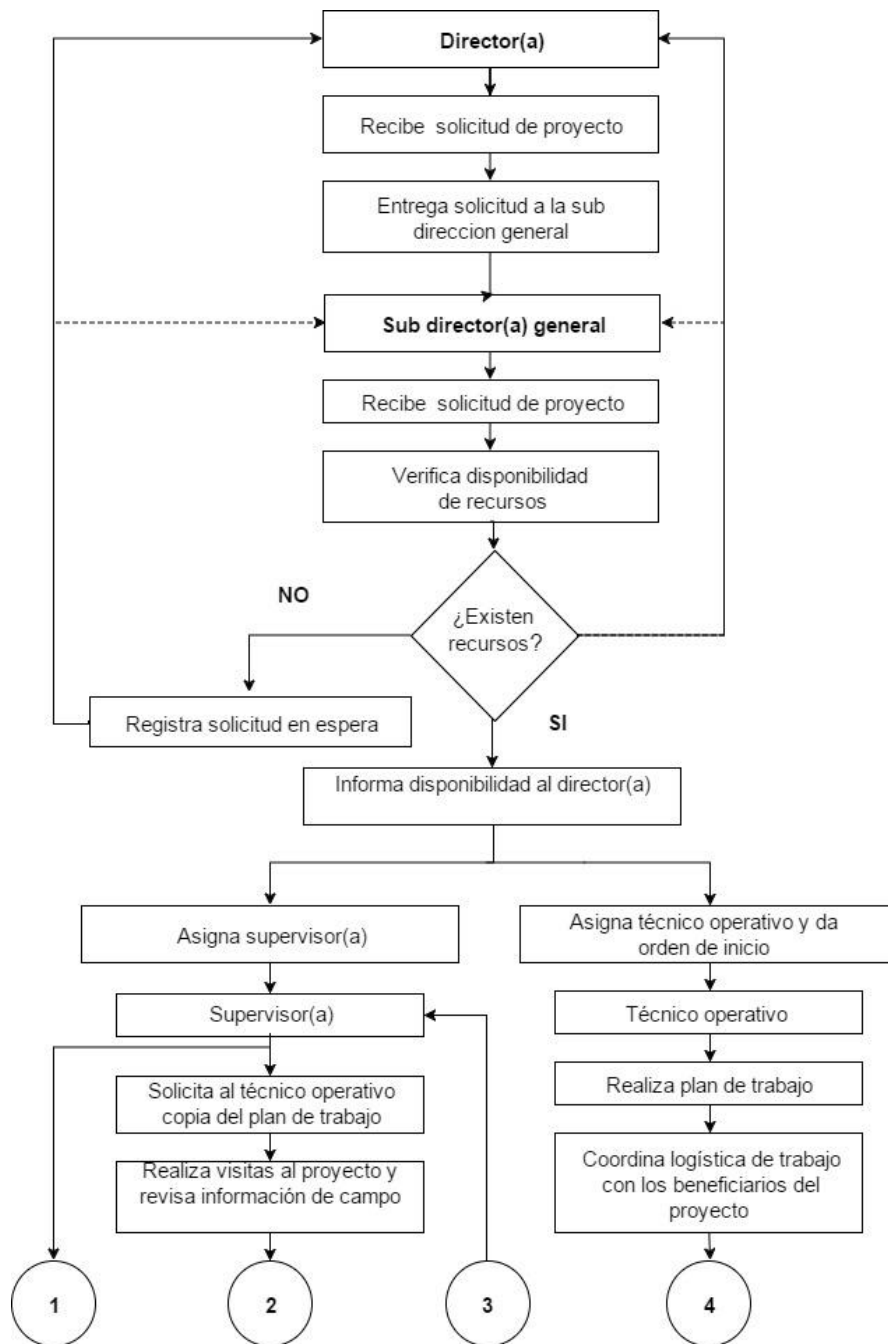 Director(a)
Recibe solicitud de proyecto
Entrega solicitud a la sub
direccion general
Sub director(a) general
Recibe solicitud de proyecto
Verifica disponibilidad
de recursos
NO
¿Existen
recursos?
Registra solicitud en espera
SI
Informa disponibilidad al director(a)
Asigna supervisor(a)
Asigna técnico operativo y da
orden de inicio
Supervisor(a)
Técnico operativo
Solicita al técnico operativo
copia del plan de trabajo
Realiza plan de trabajo
Realiza visitas al proyecto y
revisa información de campo
Coordina logística de trabajo
con los beneficiarios del
proyecto
1
2
3
4